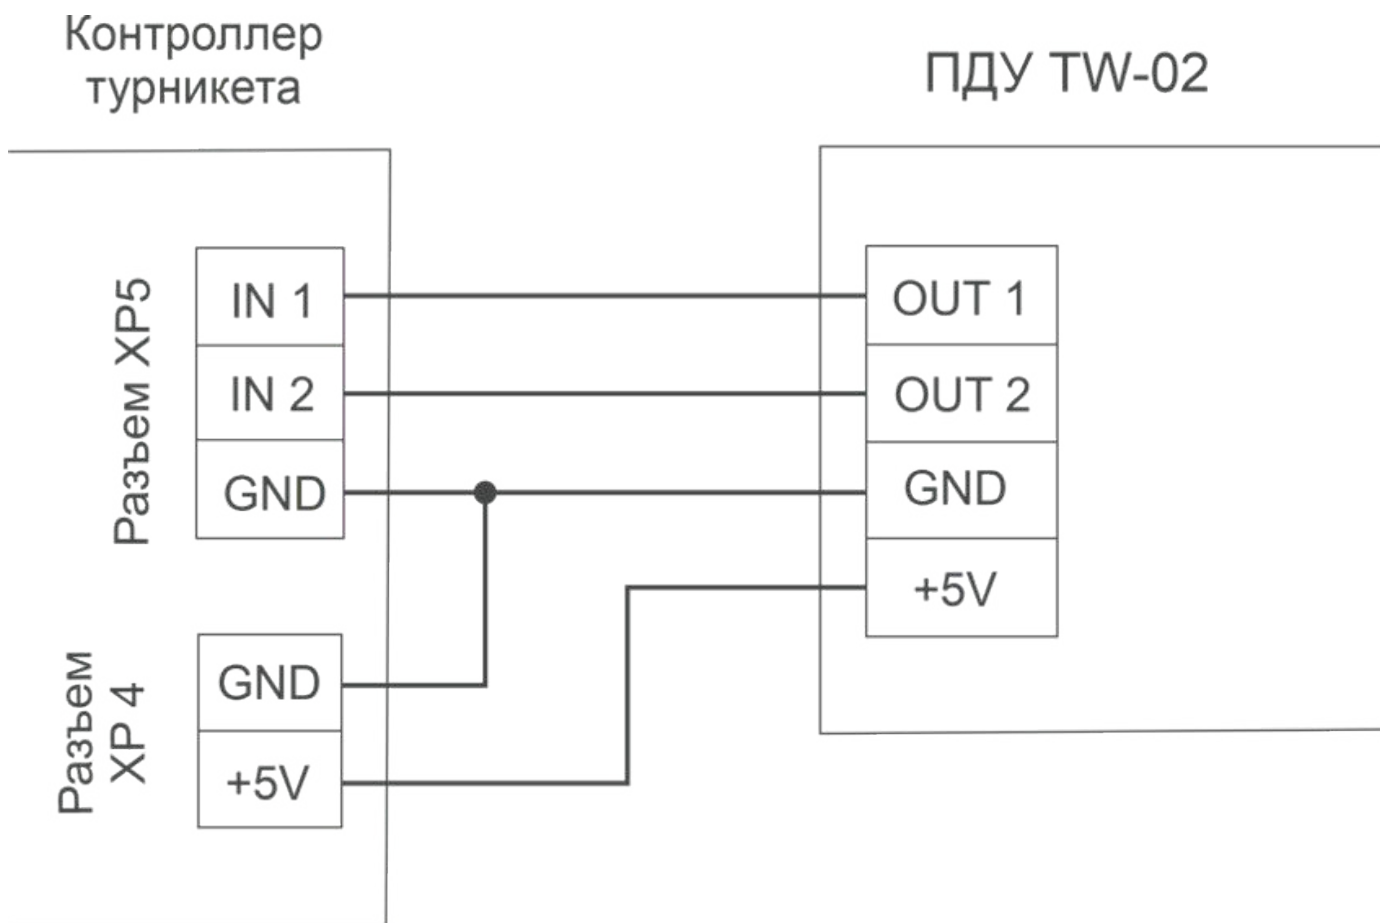 Контроллер
турникета
ПДУ TW-02
Разъем XP5
IN 1
IN 2
GND
OUT 1
OUT 2
GND
+5V
Разъем
XP 4
GND
+5V